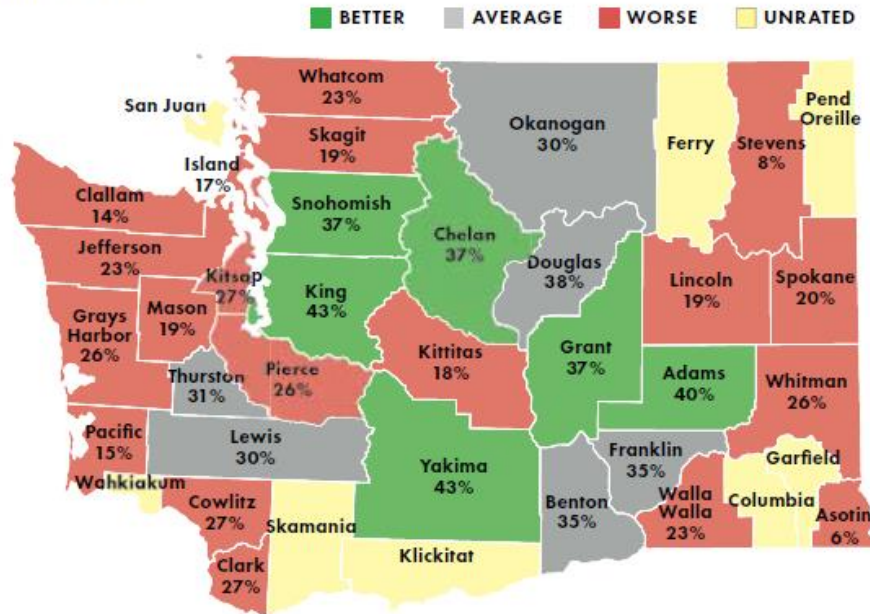 BETTER AVERAGE WORSE UNRATED
Whatcom
23%
San Juan
Skagit
19%
Okanogan
30%
Ferry
Stevens
8%
Pend
Oreille
Island
17%
Clallam
14%
Snohomish
37%
Chelan
37%
Jefferson
23%
Kitsap
27%
King
43%
Douglas
38%
Lincoln
19%
Spokane
20%
Grays
Harbor
26%
Mason
19%
Thurston
31%
Pierce
26%
Kittitas
18%
Grant
37%
Adams
40%
Whitman
26%
Pacific
15%
Lewis
30%
Yakima
43%
Franklin
35%
Garfield
Wahkiakum
Cowlitz
27%
Skamania
Benton
35%
Walla
Walla
23%
Columbia
Asotin
6%
Klickitat
Clark
27%